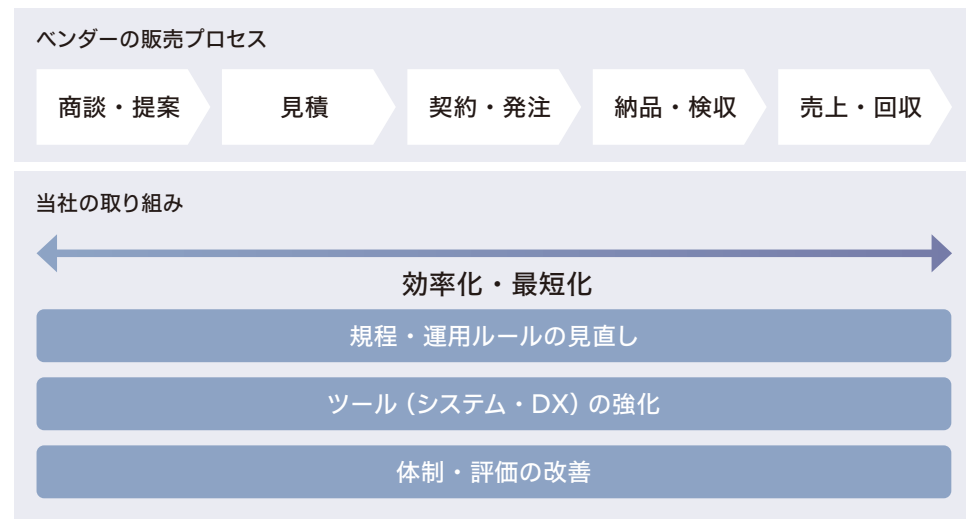 ベンダーの販売プロセス
商談・提案
見積
契約・発注
納品・検収
売上・回収
当社の取り組み
効率化・最短化
規程・運用ルールの見直し
ツール（システム・DX）の強化
体制・評価の改善